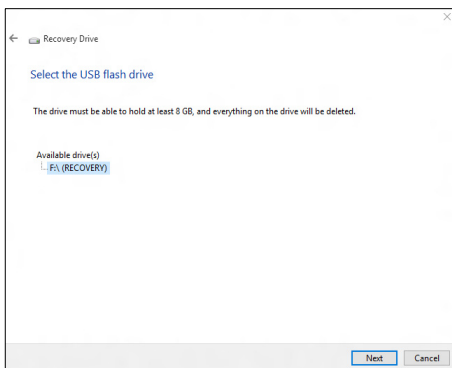 Recovery Drive
Select the USB flash drive
The drive must be able to hold at least 8 GB, and everything on the drive will be deleted.
Available drive(s)
F:\ (RECOVERY)
Next Cancel